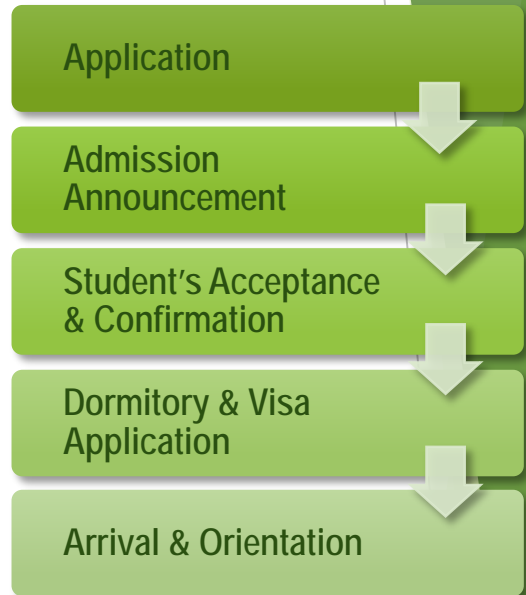 Application
Admission
Announcement
Student’s Acceptance
& Confirmation
Dormitory & Visa
Application
Arrival & Orientation